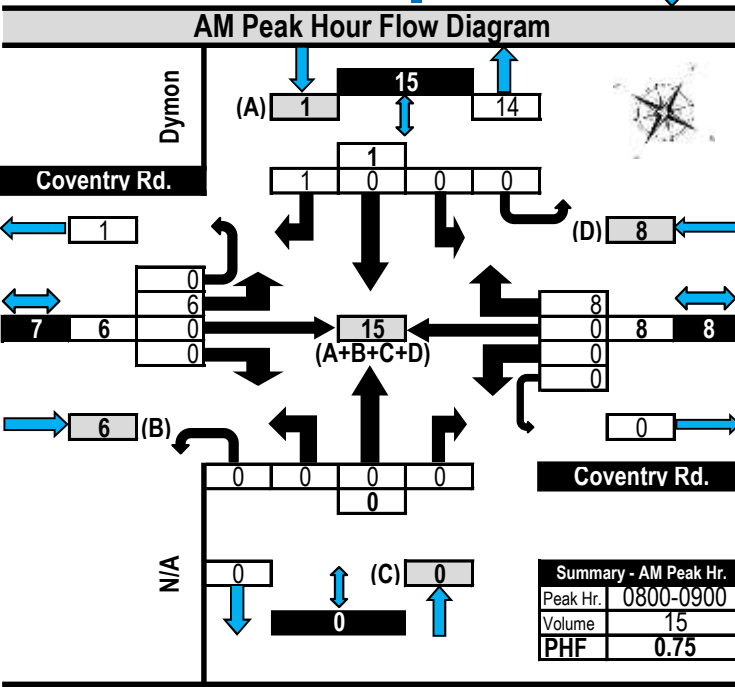 AM Peak Hour Flow Diagram
Dymon
15
(A) 1 14
1
Coventry Rd.
1 0 0 0
1
(D) 8
0
6 8
7 6 0 15 0 8 8
0 (A+B+C+D) 0
0
6 (B) 0
0 0 0 0 Coventry Rd.
0
N/A
0 (C) 0
0
Summary - AM Peak Hr.
Peak Hr. 0800-0900
Volume 15
PHF 0.75